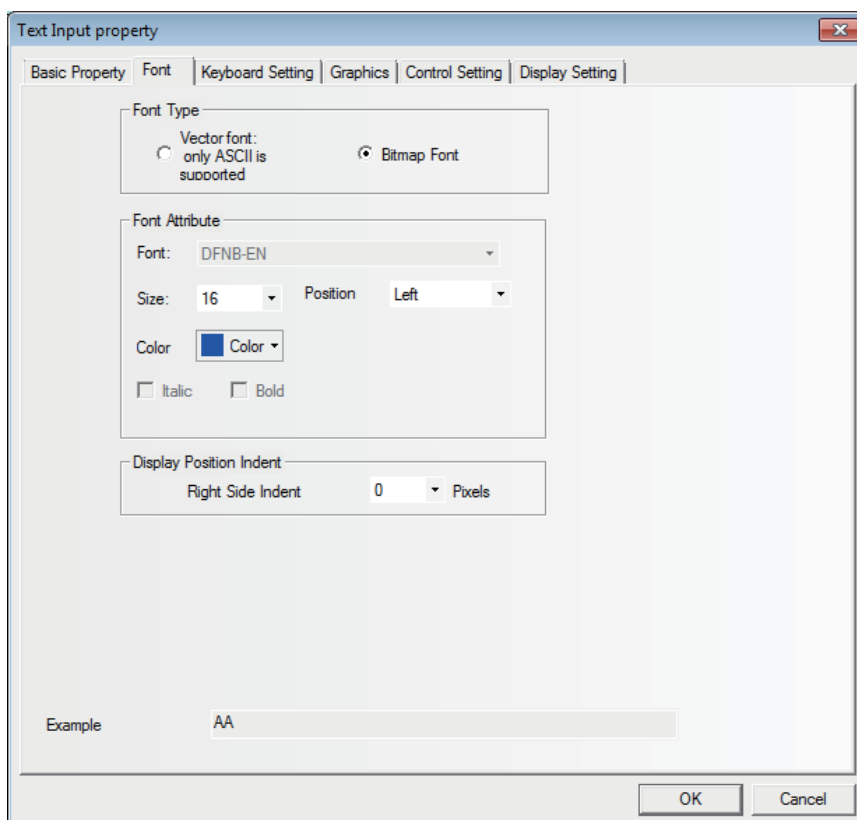 Text Input property
Basic Property Font Keyboard Setting Graphics Control Setting Display Setting
Font Type
Vector font:
only ASCII is
supported
Bitmap Font
Font Attribute
Font: DFNB-EN
Size: 16 Position Left
Color Color
Italic Bold
Display Position Indent
Right Side Indent 0 Pixels
Example AA
OK Cancel